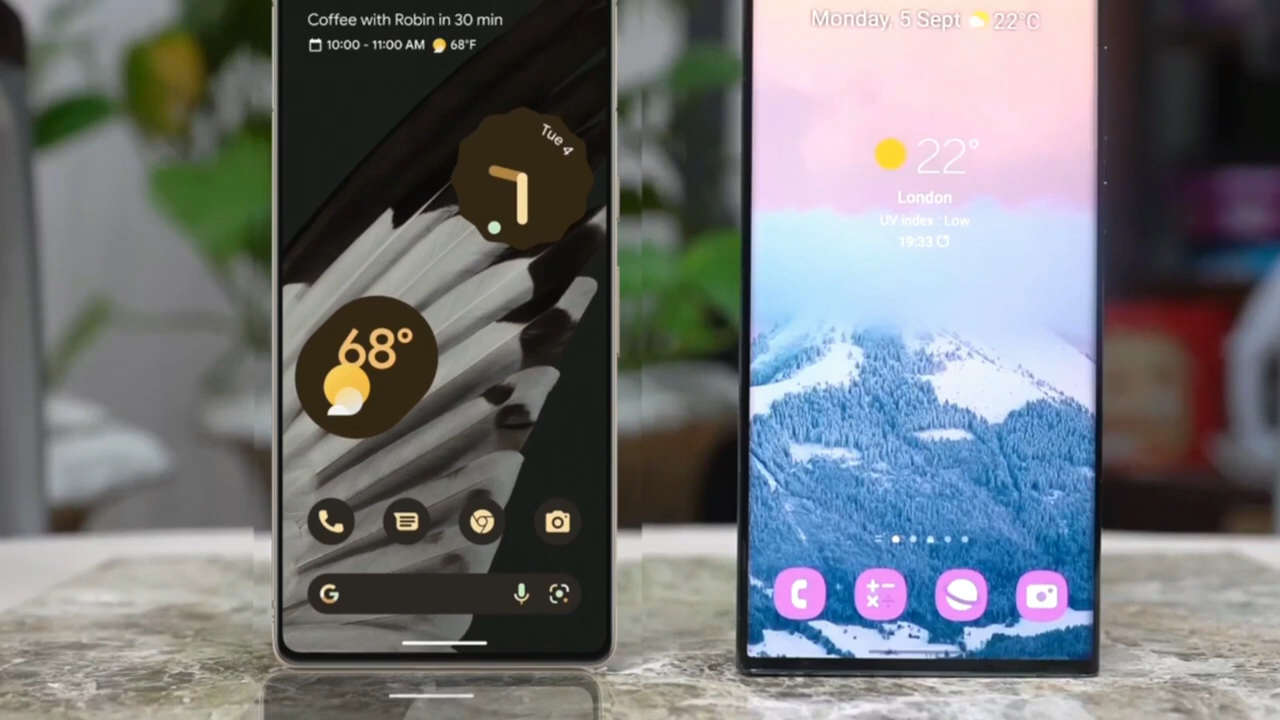 Coffee with Robin in 30 min
10:00 - 11:00 AM 68°F
Tue 4
68°
G
Monday, 5 Sept 22°C
22°
London
UV index : Low
19:33